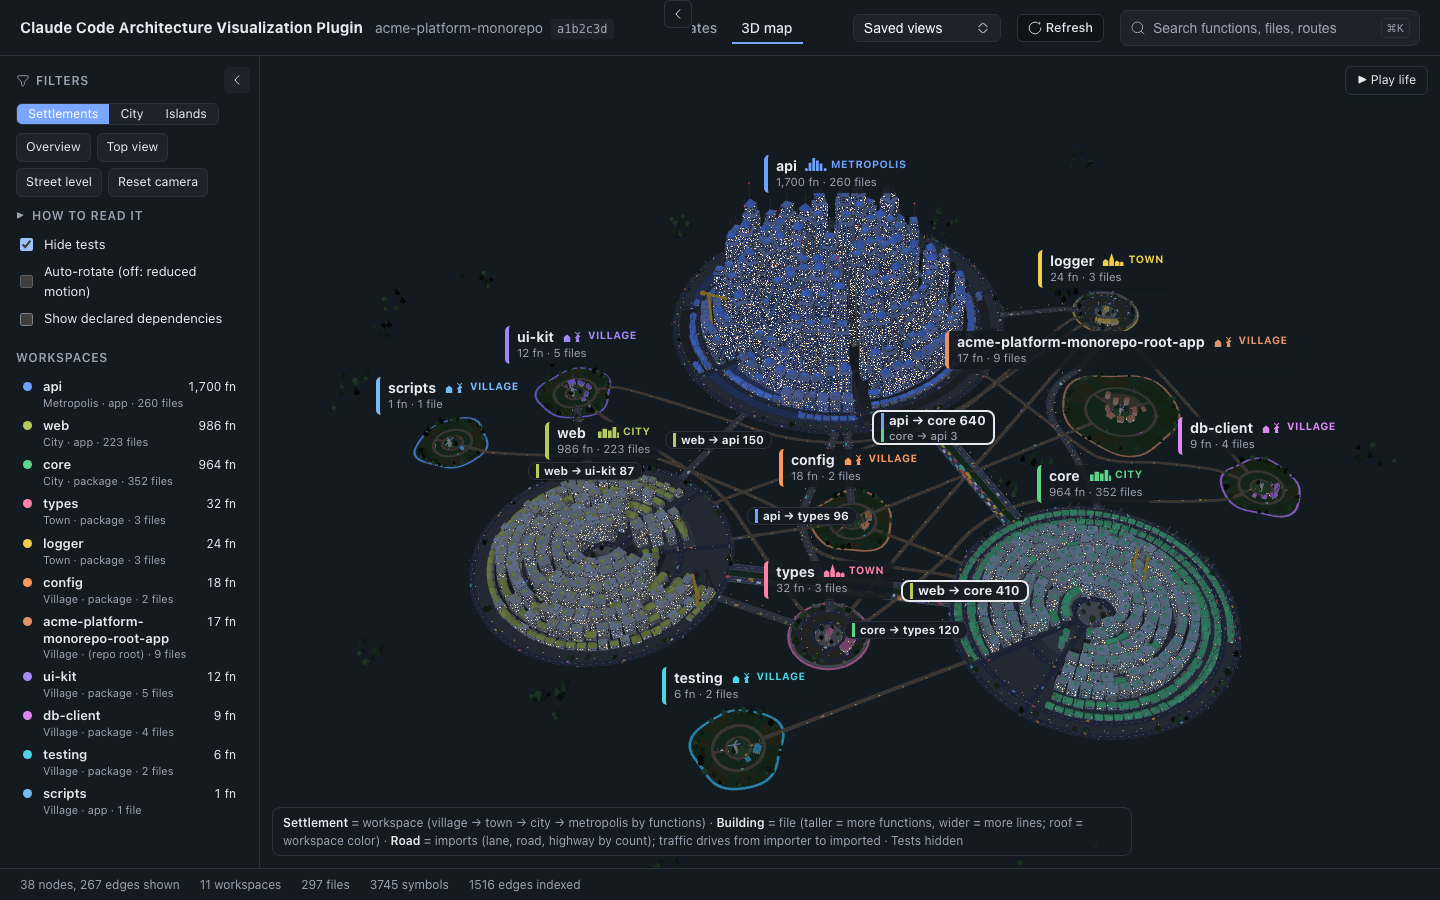 Claude Code Architecture Visualization Plugin acme-platform-monorepo a1b2c3d
ates 3D map
Saved views
Refresh
Search functions, files, routes ⌘K
FILTERS
Settlements City Islands
Overview Top view
Street level Reset camera
HOW TO READ IT
Hide tests
Auto-rotate (off: reduced
motion)
Show declared dependencies
WORKSPACES
api 1,700 fn
Metropolis · app · 260 files
web 986 fn
City · app · 223 files
core 964 fn
City · package · 352 files
types 32 fn
Town · package · 3 files
logger 24 fn
Town · package · 3 files
config 18 fn
Village · package · 2 files
acme-platform- 17 fn
monorepo-root-app
Village · (repo root) · 9 files
ui-kit 12 fn
Village · package · 5 files
db-client 9 fn
Village · package · 4 files
testing 6 fn
Village · package · 2 files
scripts 1 fn
Village · app · 1 file
Play life
api METROPOLIS
1,700 fn · 260 files
logger TOWN
24 fn · 3 files
ui-kit VILLAGE
12 fn · 5 files
acme-platform-monorepo-root-app VILLAGE
17 fn · 9 files
scripts VILLAGE
1 fn · 1 file
web CITY
986 fn · 223 files
web → api 150
api → core 640
core → api 3
db-client VILLAGE
9 fn · 4 files
web → ui-kit 87
config VILLAGE
18 fn · 2 files
core CITY
964 fn · 352 files
api → types 96
types TOWN
32 fn · 3 files
web → core 410
core → types 120
testing VILLAGE
6 fn · 2 files
Settlement = workspace (village → town → city → metropolis by functions) · Building = file (taller = more functions, wider = more lines; roof =
workspace color) · Road = imports (lane, road, highway by count); traffic drives from importer to imported · Tests hidden
38 nodes, 267 edges shown 11 workspaces 297 files 3745 symbols 1516 edges indexed